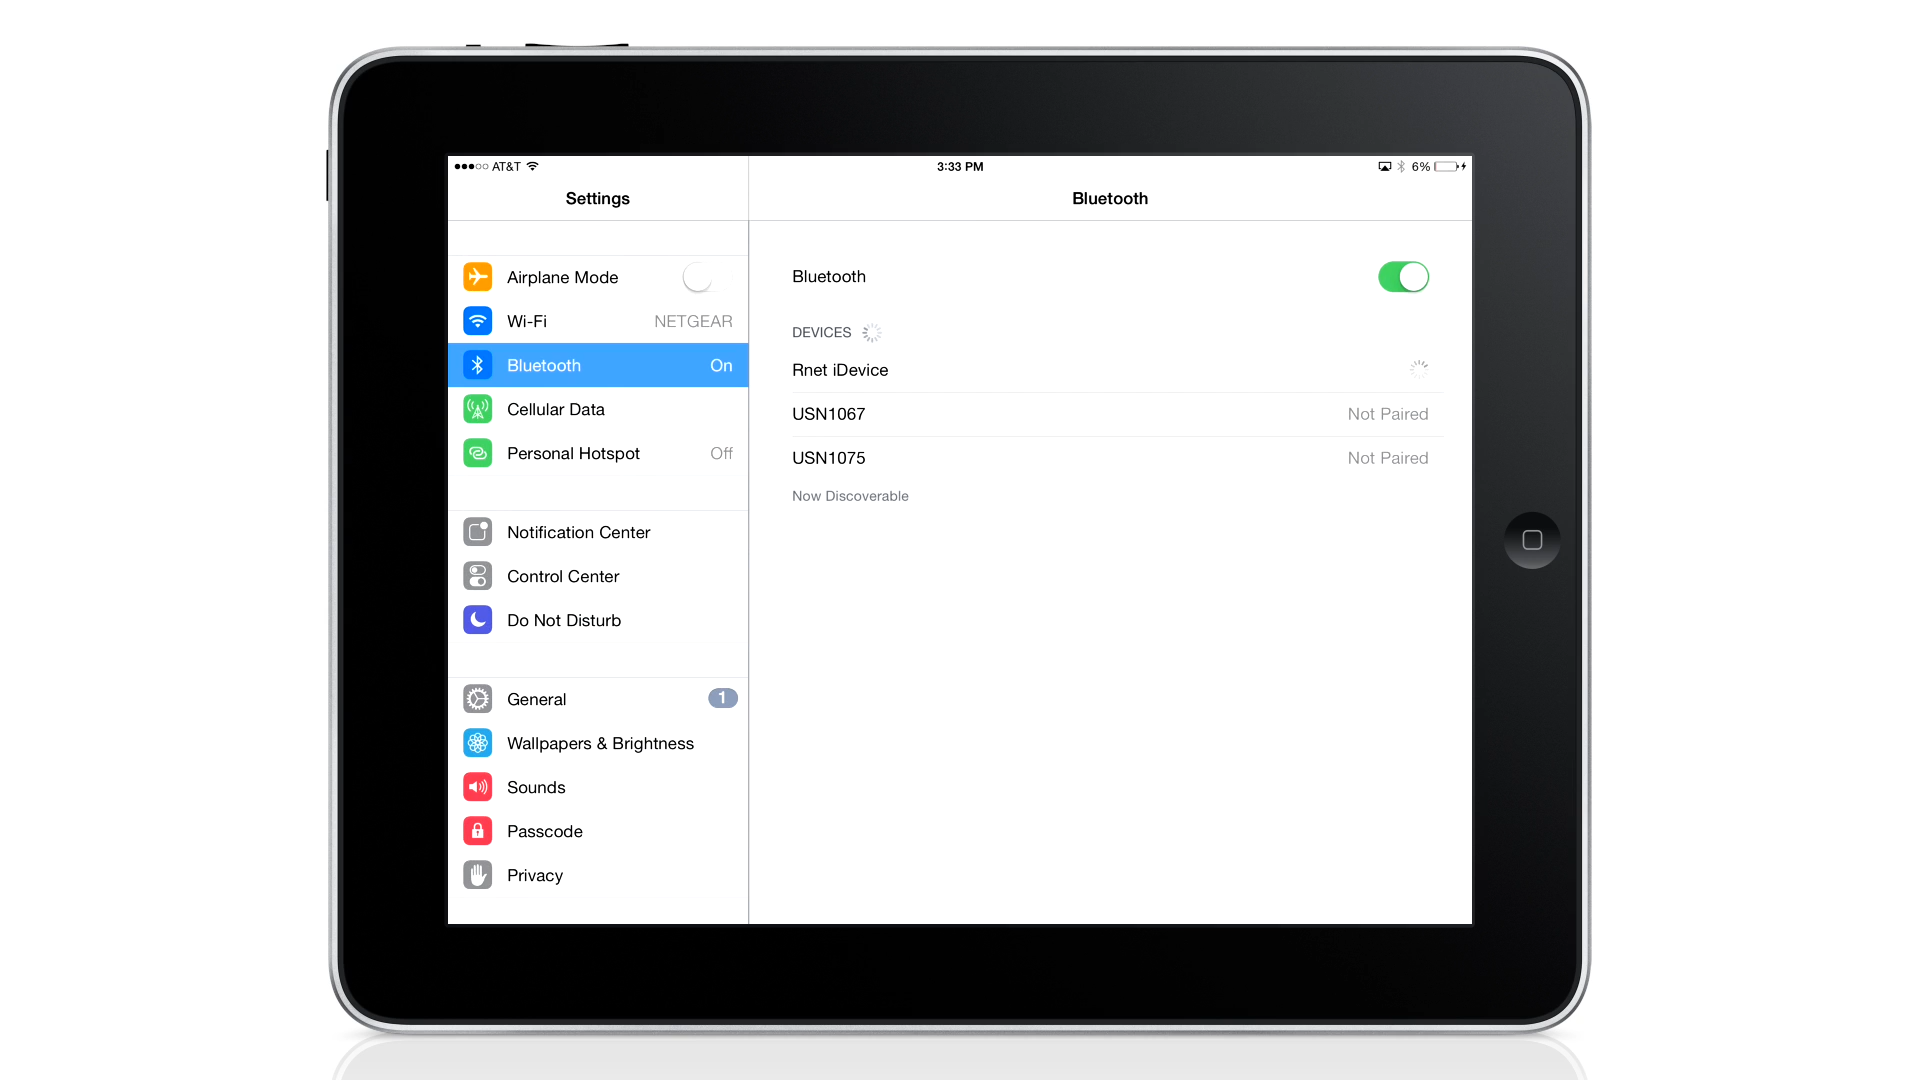 AT&T
3:33 PM
6%
Settings
Bluetooth
Airplane Mode
Wi-Fi NETGEAR
Bluetooth On
Cellular Data
Personal Hotspot Off
Notification Center
Control Center
Do Not Disturb
General 1
Wallpapers & Brightness
Sounds
Passcode
Privacy
Bluetooth
DEVICES
Rnet iDevice
USN1067 Not Paired
USN1075 Not Paired
Now Discoverable